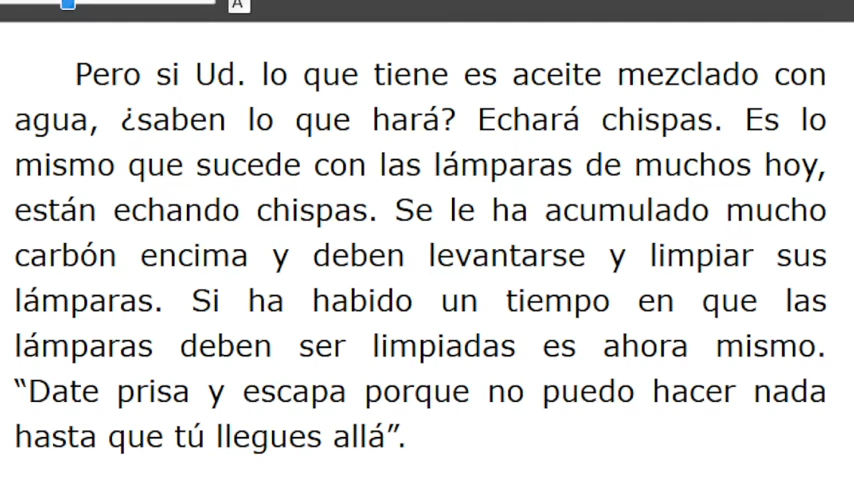 A
Pero si Ud. lo que tiene es aceite mezclado con
agua, ¿saben lo que hará? Echará chispas. Es lo
mismo que sucede con las lámparas de muchos hoy,
están echando chispas. Se le ha acumulado mucho
carbón encima y deben levantarse y limpiar sus
lámparas. Si ha habido un tiempo en que las
lámparas deben ser limpiadas es ahora mismo.
“Date prisa y escapa porque no puedo hacer nada
hasta que tú llegues allá”.